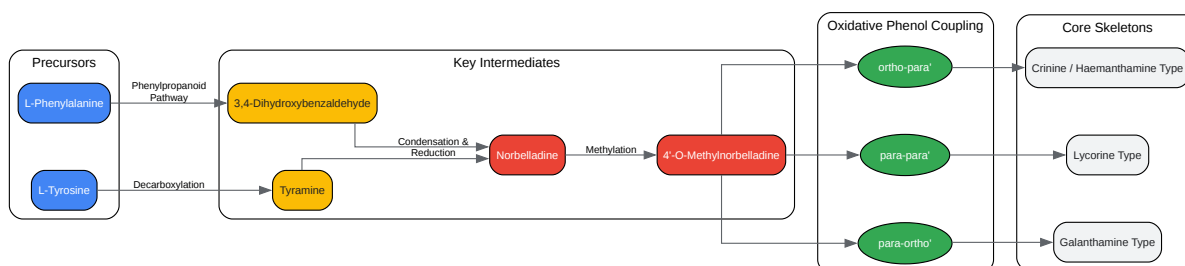 Oxidative Phenol Coupling
Core Skeletons
Precursors
Key Intermediates
ortho-para'
Crinine / Haemanthamine Type
L-Phenylalanine
Phenylpropanoid
Pathway
3,4-Dihydroxybenzaldehyde
Condensation &
Reduction
Norbelladine
Methylation
4'-O-Methylnorbelladine
para-para'
Lycorine Type
L-Tyrosine
Decarboxylation
Tyramine
para-ortho'
Galanthamine Type